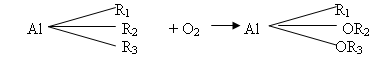 R₁ R₁
Al R₂ + O₂ Al OR₂
R₃ OR₃